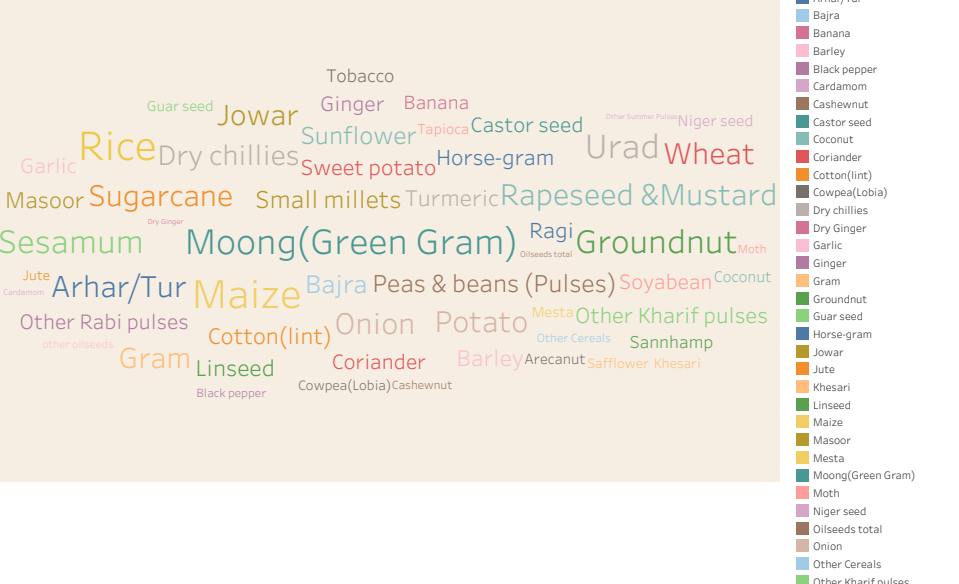 Tobacco
Guar seed Jowar Ginger Banana
Rice Dry chillies Sunflower Tapioca Castor seed Other Summer Pulses Niger seed
Garlic Sweet potato Horse-gram Urad Wheat
Masoor Sugarcane Small millets Turmeric Rapeseed &Mustard
Dry Ginger
Sesamum Moong(Green Gram) Ragi Groundnut Moth
Oilseeds total
Jute Arhar/Tur Maize Bajra Peas & beans (Pulses) Soyabean Coconut
Cardamom
Other Rabi pulses Cotton(lint) Onion Potato Mesta Other Kharif pulses
other oilseeds Other Cereals Sannhamp
Gram Linseed Coriander Barley Arecanut Safflower Khesari
Black pepper Cowpea(Lobia) Cashewnut
Arhar/Tur
Bajra
Banana
Barley
Black pepper
Cardamom
Cashewnut
Castor seed
Coconut
Coriander
Cotton(lint)
Cowpea(Lobia)
Dry chillies
Dry Ginger
Garlic
Ginger
Gram
Groundnut
Guar seed
Horse-gram
Jowar
Jute
Khesari
Linseed
Maize
Masoor
Mesta
Moong(Green Gram)
Moth
Niger seed
Oilseeds total
Onion
Other Cereals
Other Kharif pulses